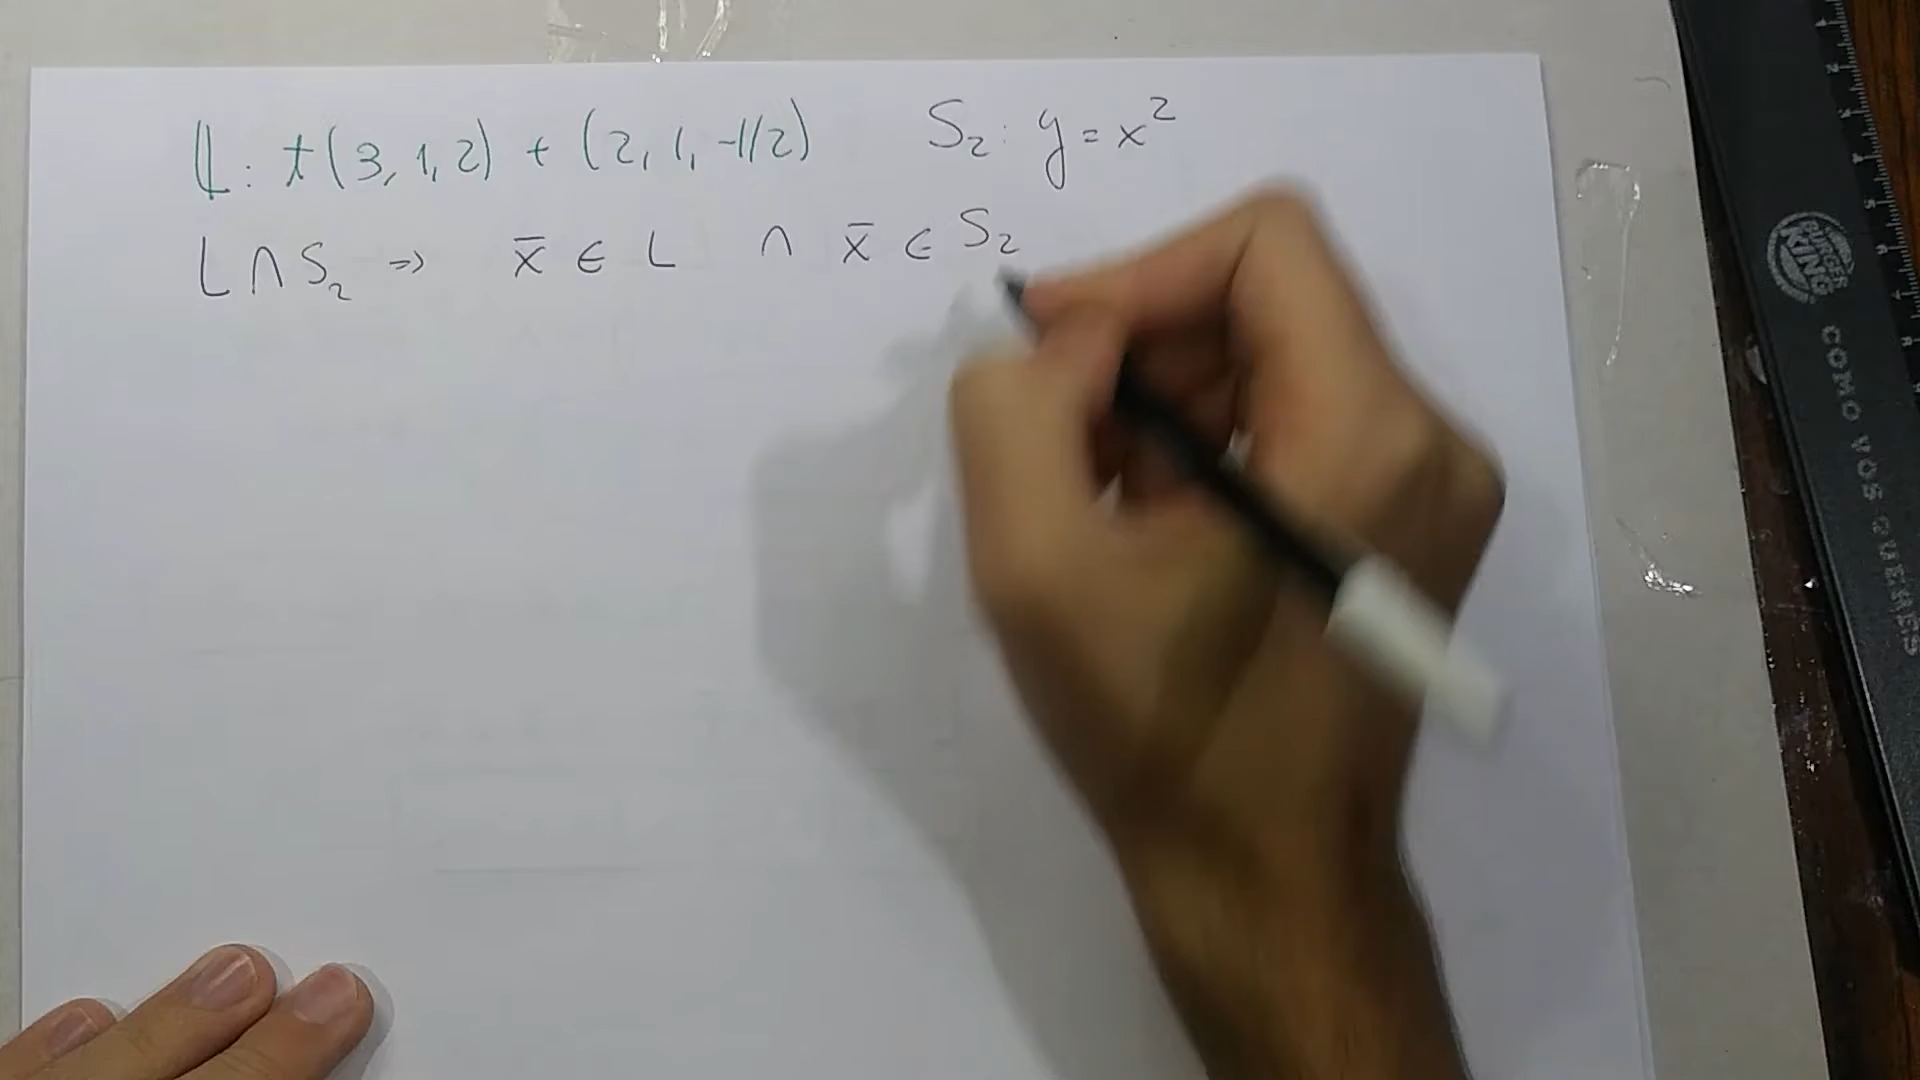 L: t(3, 1, 2) + (2, 1, -1/2) S₂: y = x²
L ∩ S₂ => x̄ ∈ L ∩ x̄ ∈ S₂
BURGER KING
COMO VOS QUERÉS